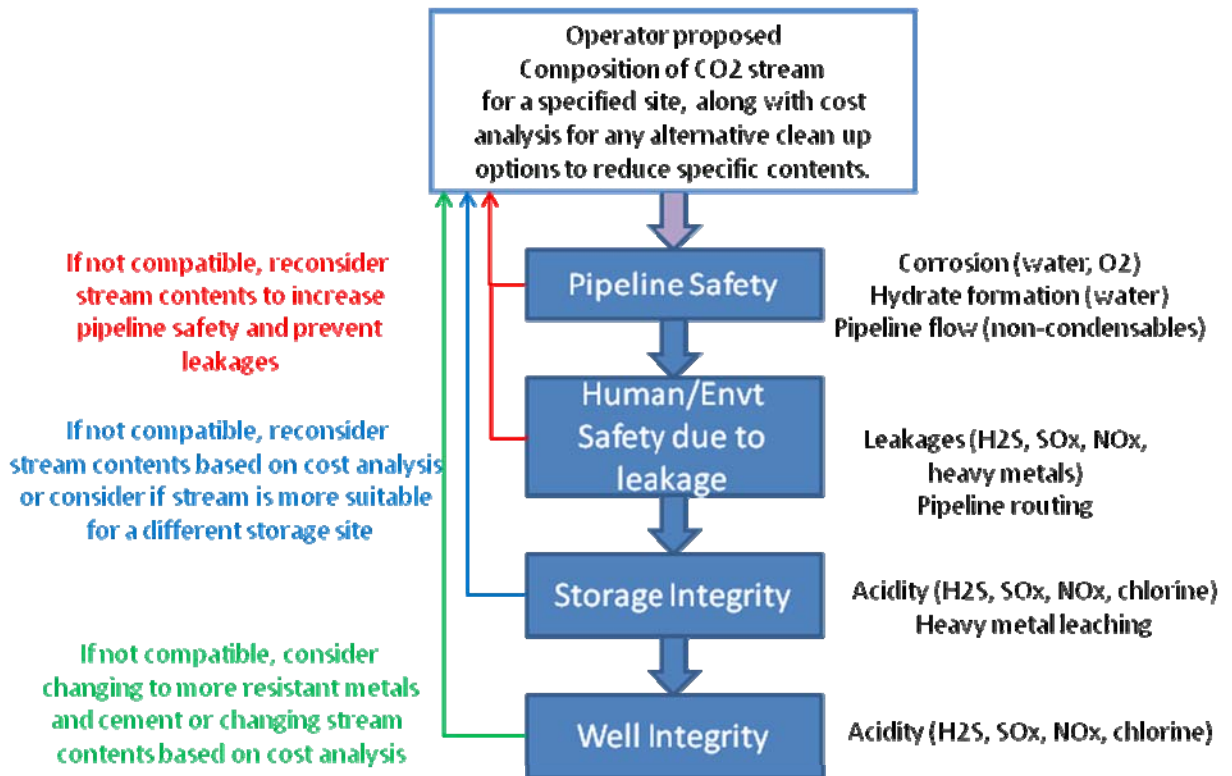 Operator proposed
Composition of CO2 stream
for a specified site, along with cost
analysis for any alternative clean up
options to reduce specific contents.
If not compatible, reconsider
stream contents to increase
pipeline safety and prevent
leakages
Pipeline Safety
Corrosion (water, O2)
Hydrate formation (water)
Pipeline flow (non-condensables)
If not compatible, reconsider
stream contents based on cost analysis
or consider if stream is more suitable
for a different storage site
Human/Envt
Safety due to
leakage
Leakages (H2S, SOx, NOx,
heavy metals)
Pipeline routing
Storage Integrity
Acidity (H2S, SOx, NOx, chlorine)
Heavy metal leaching
If not compatible, consider
changing to more resistant metals
and cement or changing stream
contents based on cost analysis
Well Integrity
Acidity (H2S, SOx, NOx, chlorine)